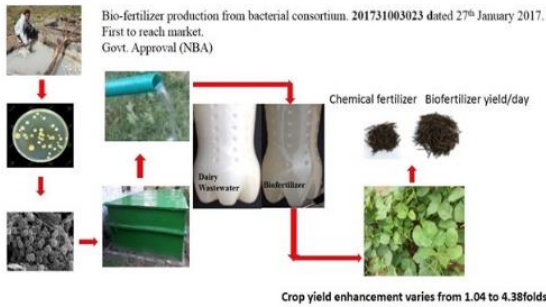 Bio-fertilizer production from bacterial consortium. 201731003023 dated 27th January 2017.
First to reach market.
Govt. Approval (NBA)
Chemical fertilizer Biofertilizer yield/day
Dairy
Wastewater
Biofertilizer
Crop yield enhancement varies from 1.04 to 4.38folds